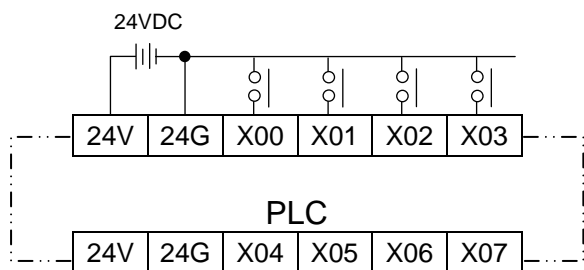 24VDC
24V 24G X00 X01 X02 X03
PLC
24V 24G X04 X05 X06 X07